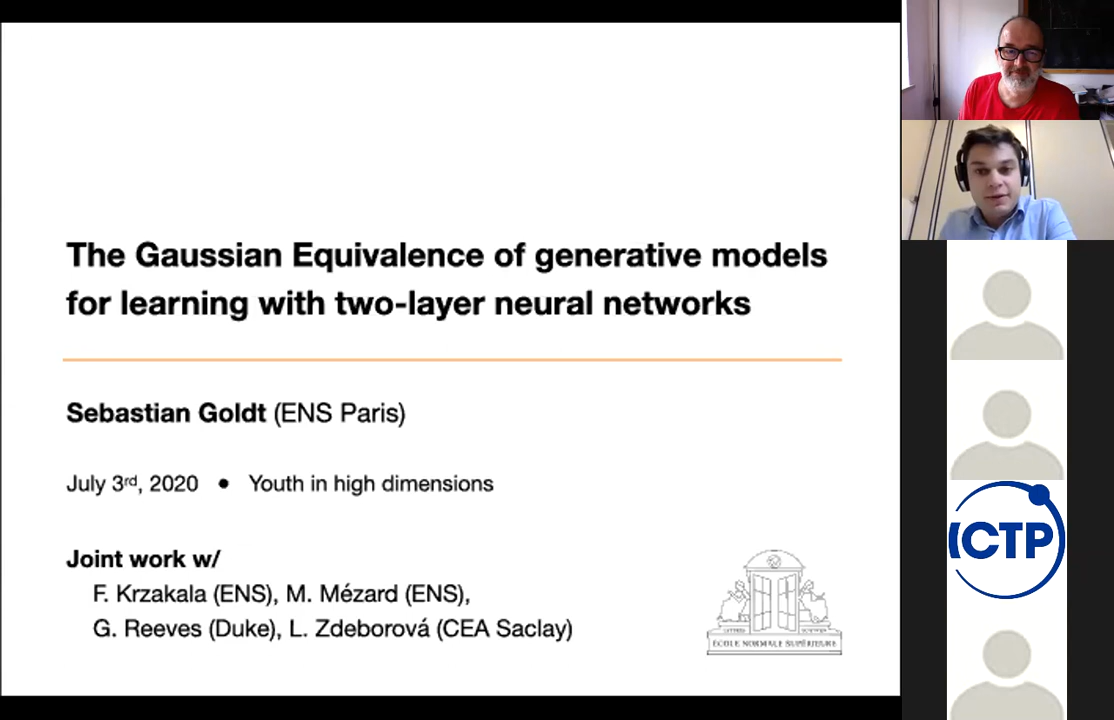 The Gaussian Equivalence of generative models
for learning with two-layer neural networks
Sebastian Goldt (ENS Paris)
July 3rd, 2020 • Youth in high dimensions
Joint work w/
F. Krzakala (ENS), M. Mézard (ENS),
G. Reeves (Duke), L. Zdeborová (CEA Saclay)
ÉCOLE NORMALE SUPÉRIEURE
ICTP